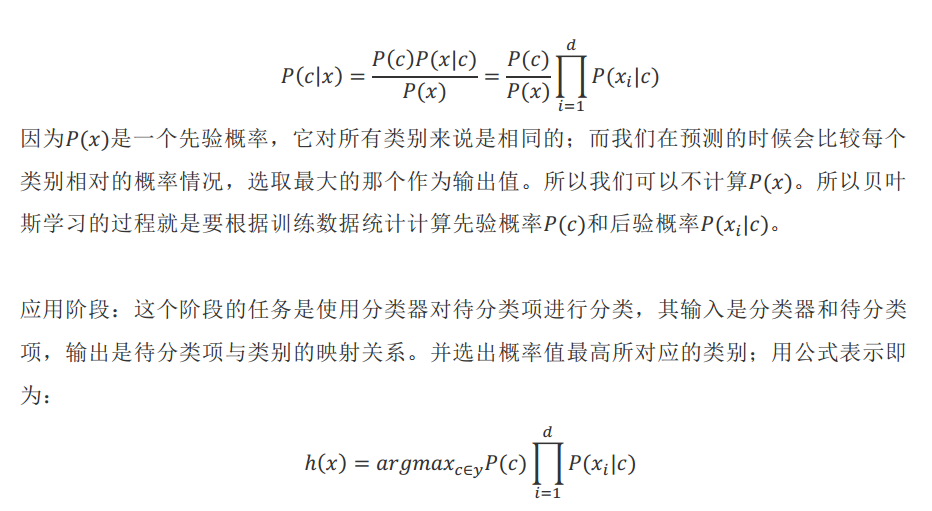 P(c|x) = P(c)P(x|c) / P(x) = P(c) / P(x) ∏_{i=1}^{d} P(x_i|c)
因为P(x)是一个先验概率，它对所有类别来说是相同的；而我们在预测的时候会比较每个
类别相对的概率情况，选取最大的那个作为输出值。所以我们可以不计算P(x)。所以贝叶
斯学习的过程就是要根据训练数据统计计算先验概率P(c)和后验概率P(x_i|c)。
应用阶段：这个阶段的任务是使用分类器对待分类项进行分类，其输入是分类器和待分类
项，输出是待分类项与类别的映射关系。并选出概率值最高所对应的类别；用公式表示即
为：
h(x) = argmax_{c∈y} P(c) ∏_{i=1}^{d} P(x_i|c)